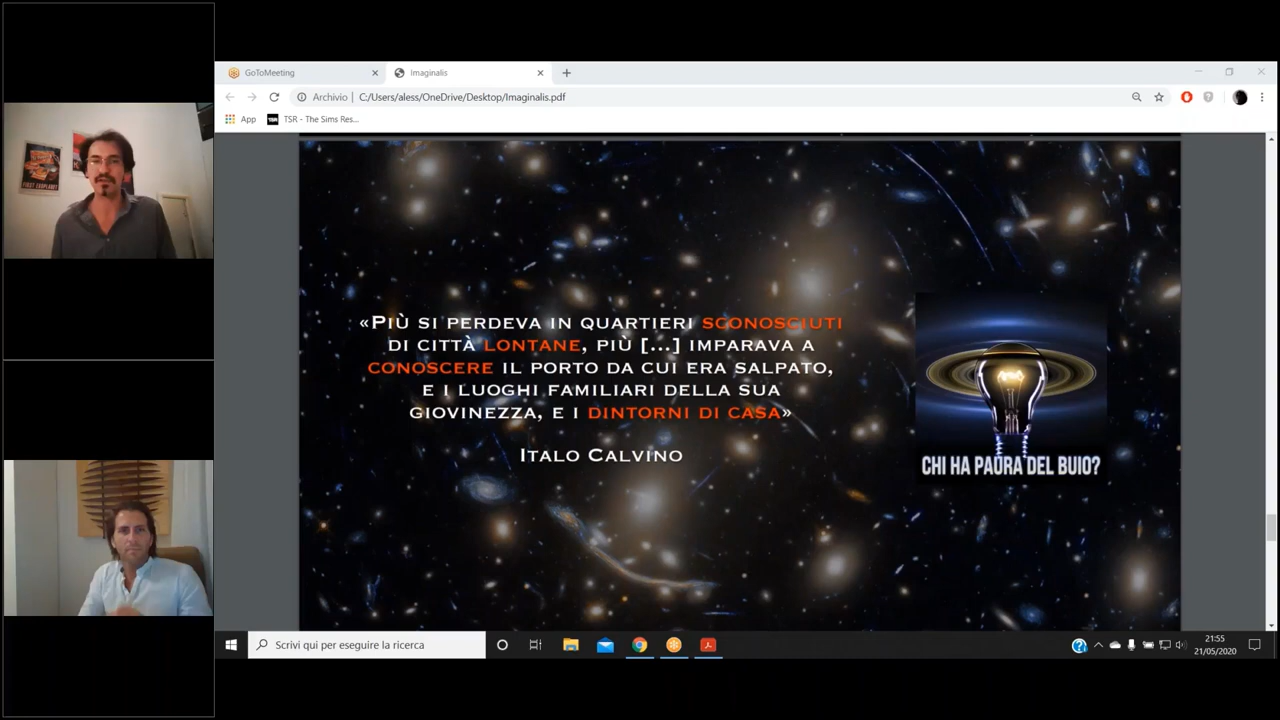 FIRST EXOPLANET
GoToMeeting
Imaginalis
Archivio | C:/Users/aless/OneDrive/Desktop/Imaginalis.pdf
App
TSR
TSR - The Sims Res...
«PIÙ SI PERDEVA IN QUARTIERI SCONOSCIUTI
DI CITTÀ LONTANE, PIÙ [...] IMPARAVA A
CONOSCERE IL PORTO DA CUI ERA SALPATO,
E I LUOGHI FAMILIARI DELLA SUA
GIOVINEZZA, E I DINTORNI DI CASA»
ITALO CALVINO
CHI HA PAURA DEL BUIO?
Scrivi qui per eseguire la ricerca
21:55
21/05/2020